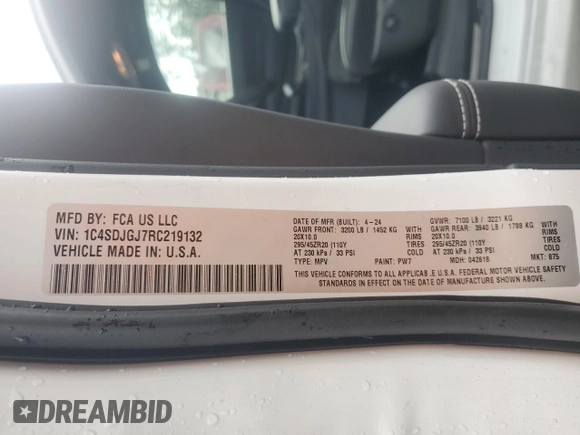 MFD BY: FCA US LLC
VIN: 1C4SDJGJ7RC219132
VEHICLE MADE IN: U.S.A.
DATE OF MFR (BUILT): 4-24
GAWR FRONT: 3200 LB / 1452 KG WITH
20X10.0 RIMS
295/45ZR20 (110Y TIRES
AT 230 kPa / 33 PSI COLD
TYPE: MPV PAINT: PW7
GVWR: 7100 LB / 3221 KG
GAWR REAR: 3940 LB / 1788 KG WITH
20X10.0 RIMS
295/45ZR20 (110Y TIRES
AT 230 kPa / 33 PSI COLD
MDH: 042618 MKT: 875
THIS VEHICLE CONFORMS TO ALL APPLICAB .E U.S.A. FEDERAL MOTOR VEHICLE SAFETY
STANDARDS IN EFFECT ON THE DATE OF MANUFACTURE SHOWN ABOVE.
DREAMBID